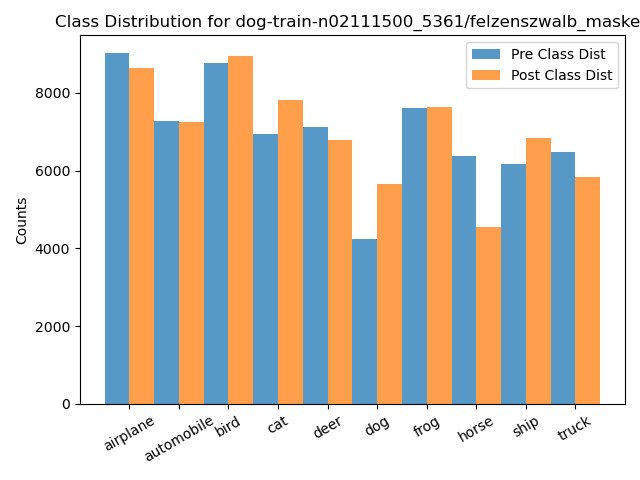 Class Distribution for dog-train-n02111500_5361/felzenszwalb_maske
Pre Class Dist
Post Class Dist
8000
6000
4000
2000
0
Counts
airplane
automobile
bird
cat
deer
dog
frog
horse
ship
truck